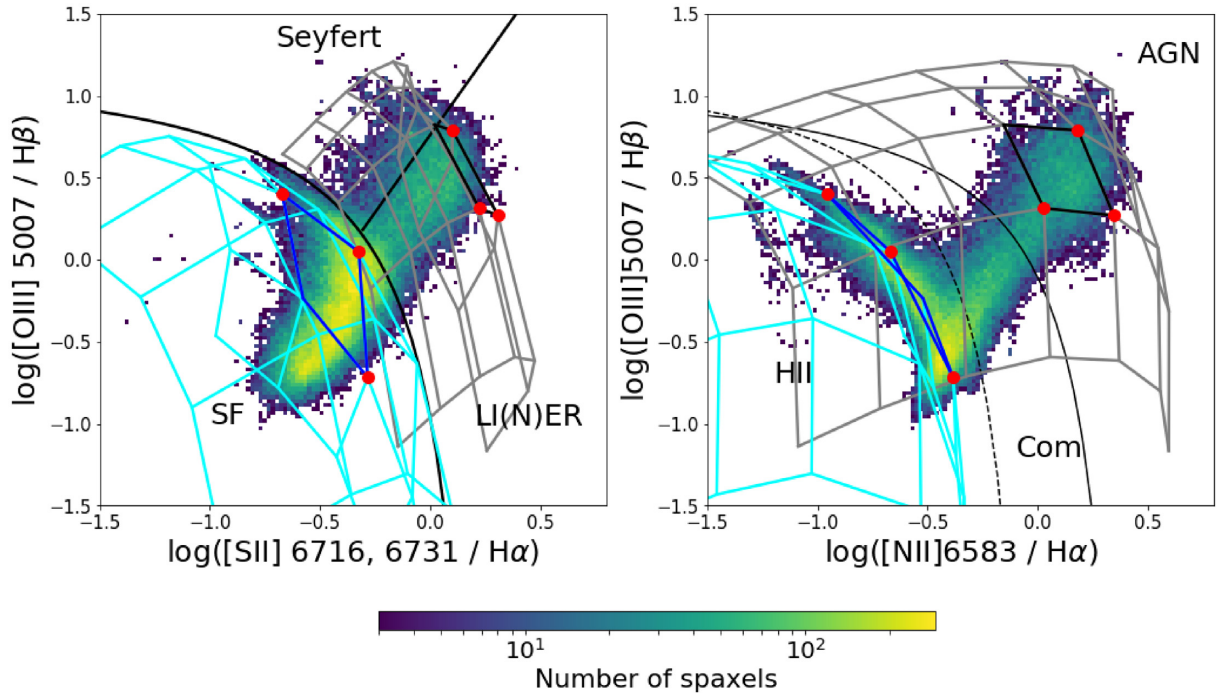 Seyfert
SF
LI(N)ER
1.5
1.0
0.5
0.0
−0.5
−1.0
−1.5
−1.5
−1.0
−0.5
0.0
0.5
log([OIII] 5007 / Hβ)
log([SII] 6716, 6731 / Hα)
AGN
HII
Com
1.5
1.0
0.5
0.0
−0.5
−1.0
−1.5
−1.5
−1.0
−0.5
0.0
0.5
log([OIII]5007 / Hβ)
log([NII]6583 / Hα)
10¹
10²
Number of spaxels